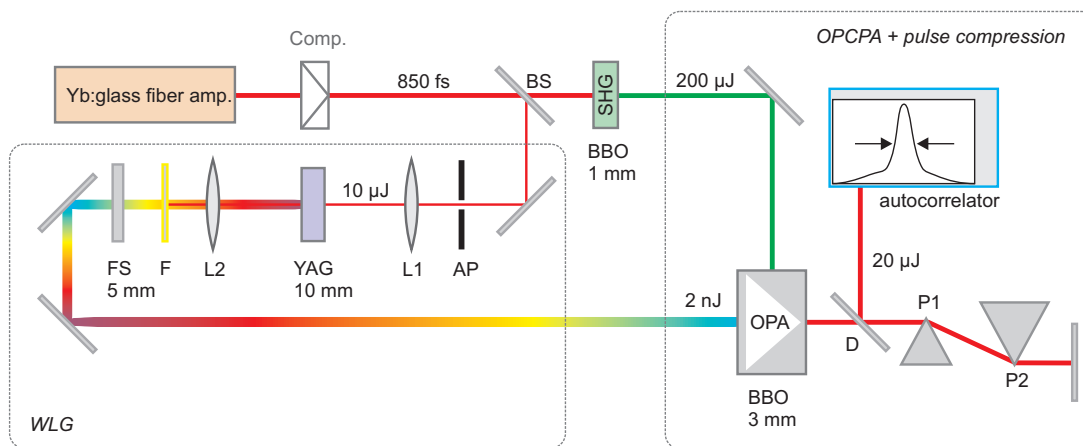 OPCPA + pulse compression
Comp.
Yb:glass fiber amp.
850 fs
BS
SHG
200 µJ
BBO
1 mm
autocorrelator
10 µJ
FS
5 mm
F
L2
YAG
10 mm
L1
AP
20 µJ
2 nJ
OPA
P1
D
P2
BBO
3 mm
WLG